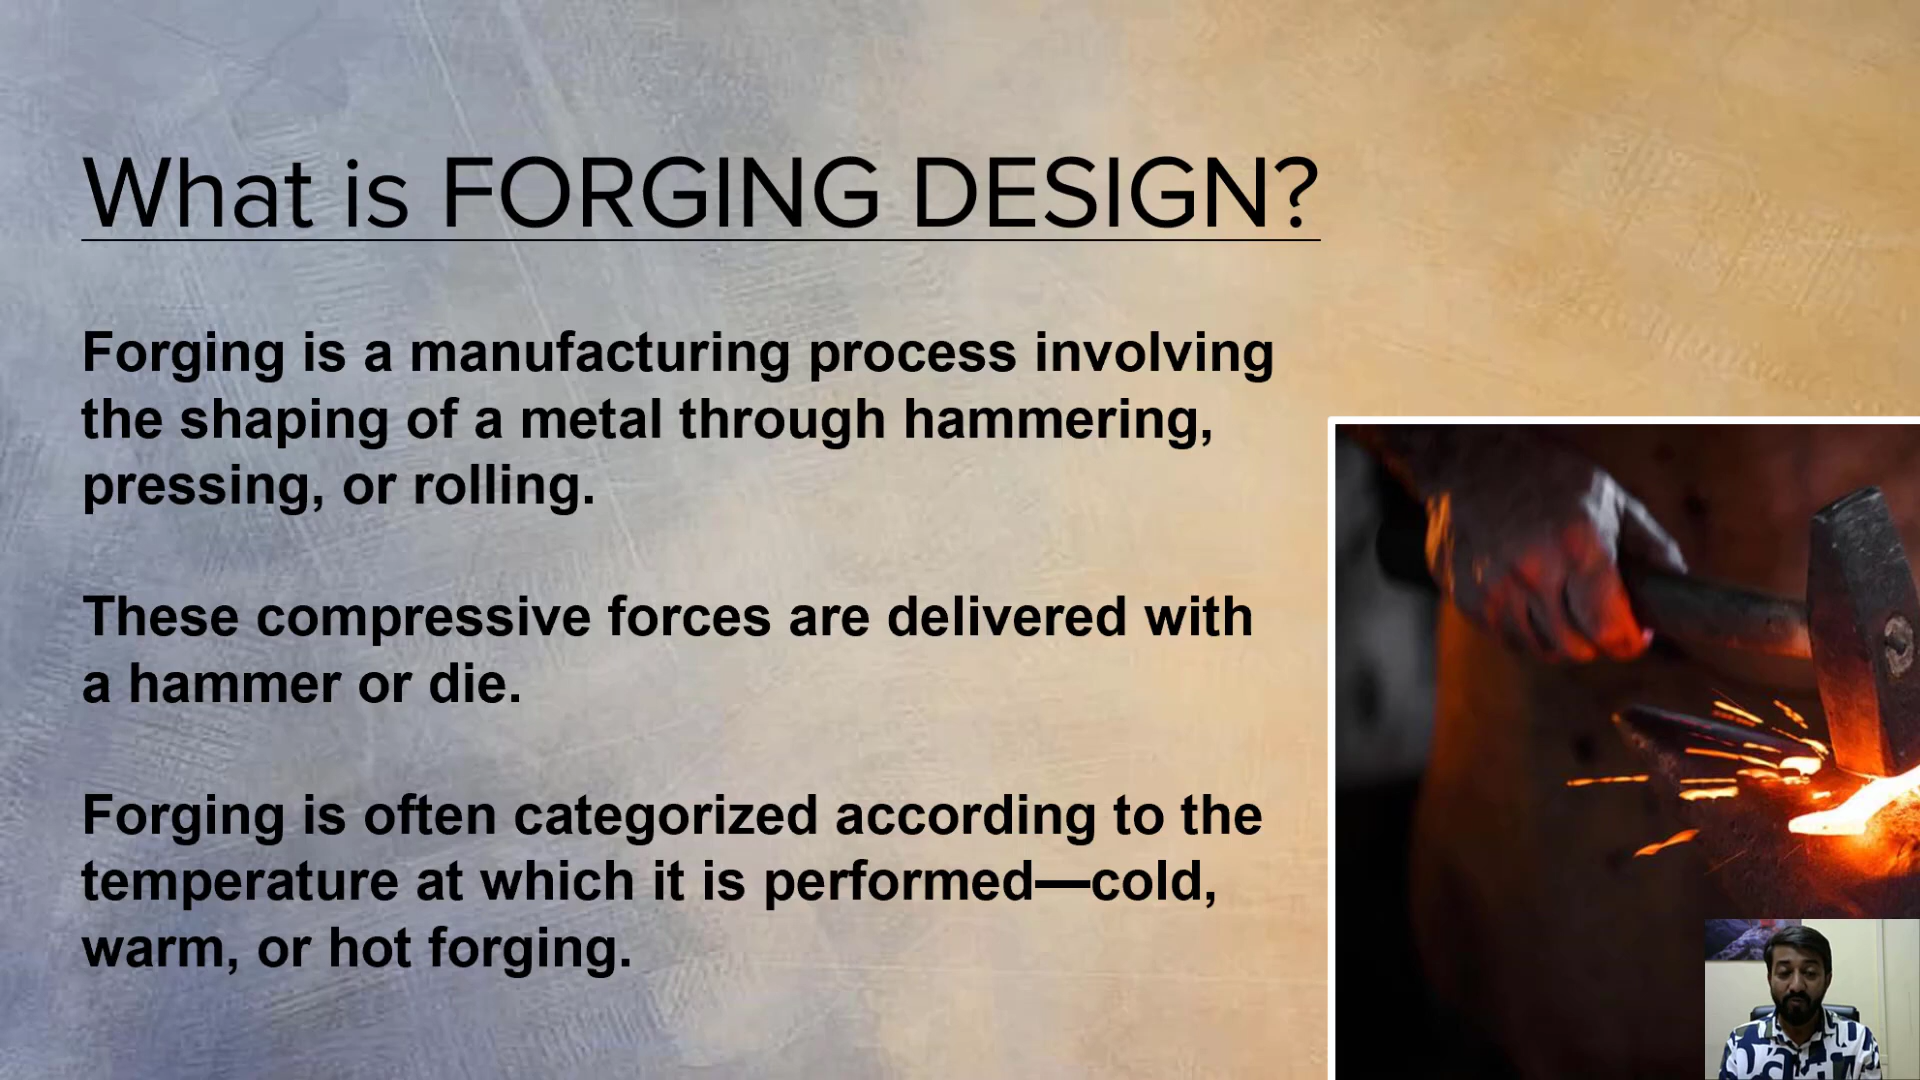 What is FORGING DESIGN?
Forging is a manufacturing process involving
the shaping of a metal through hammering,
pressing, or rolling.
These compressive forces are delivered with
a hammer or die.
Forging is often categorized according to the
temperature at which it is performed—cold,
warm, or hot forging.